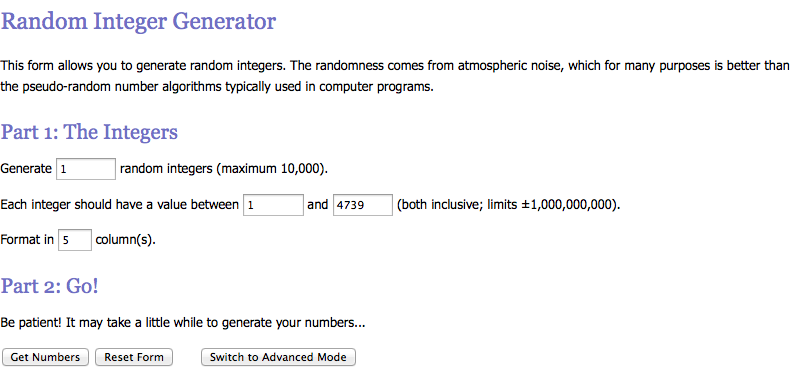 Random Integer Generator
This form allows you to generate random integers. The randomness comes from atmospheric noise, which for many purposes is better than
the pseudo-random number algorithms typically used in computer programs.
Part 1: The Integers
Generate 1 random integers (maximum 10,000).
Each integer should have a value between 1 and 4739 (both inclusive; limits ±1,000,000,000).
Format in 5 column(s).
Part 2: Go!
Be patient! It may take a little while to generate your numbers...
Get Numbers Reset Form Switch to Advanced Mode